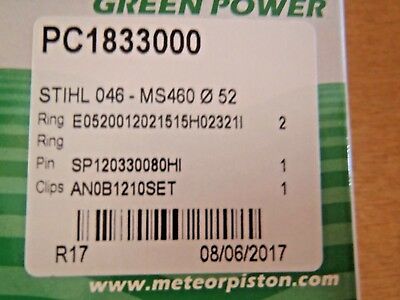 GREEN POWER
PC1833000
STIHL 046 - MS460 Ø 52
Ring E0520012021515H02321I 2
Ring
Pin SP120330080HI 1
Clips AN0B1210SET 1
R17 08/06/2017
www.meteorpiston.com